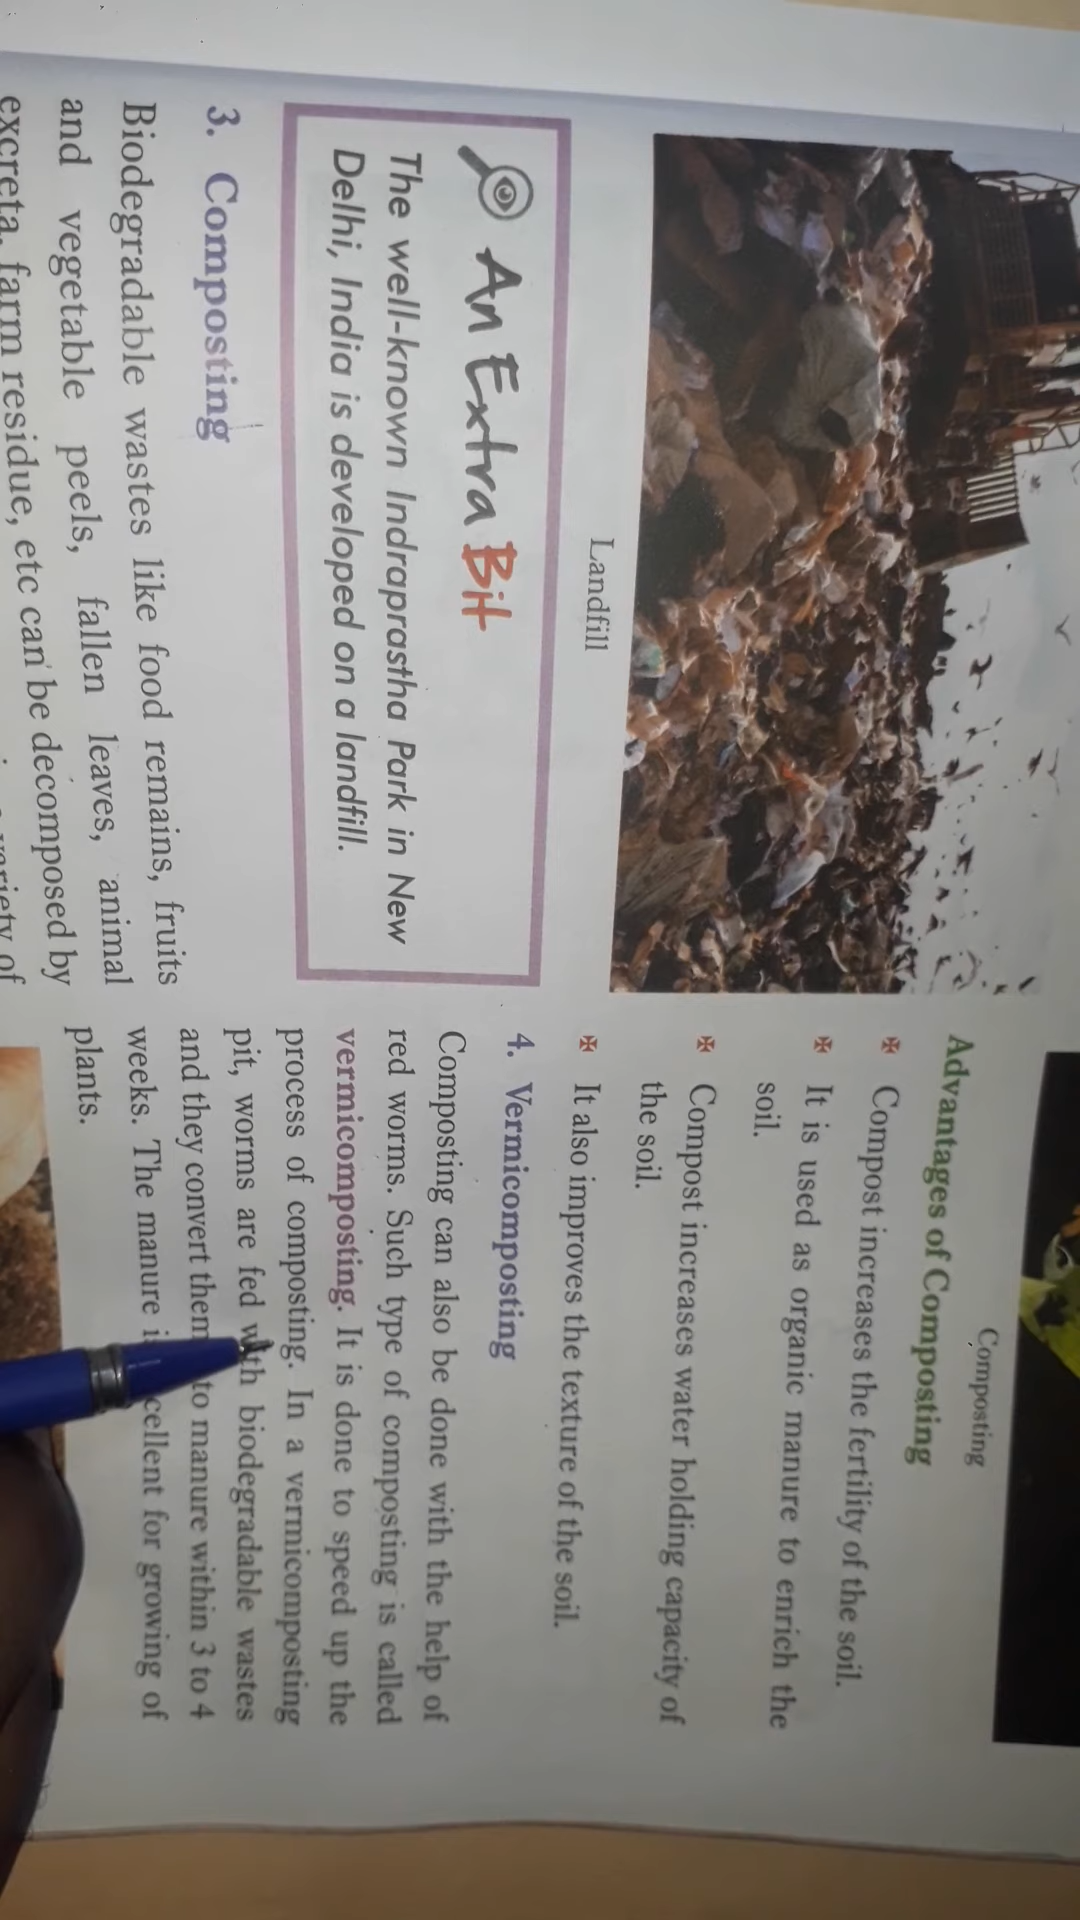 Landfill
An Extra Bit
The well-known Indraprastha Park in New
Delhi, India is developed on a landfill.
3. Composting
Biodegradable wastes like food remains, fruits
and vegetable peels, fallen leaves, animal
excreta, farm residue, etc can be decomposed by
variety of
Composting
Advantages of Composting
✠ Compost increases the fertility of the soil.
✠ It is used as organic manure to enrich the
soil.
✠ Compost increases water holding capacity of
the soil.
✠ It also improves the texture of the soil.
4. Vermicomposting
Composting can also be done with the help of
red worms. Such type of composting is called
vermicomposting. It is done to speed up the
process of composting. In a vermicomposting
pit, worms are fed with biodegradable wastes
and they convert them to manure within 3 to 4
weeks. The manure is excellent for growing of
plants.